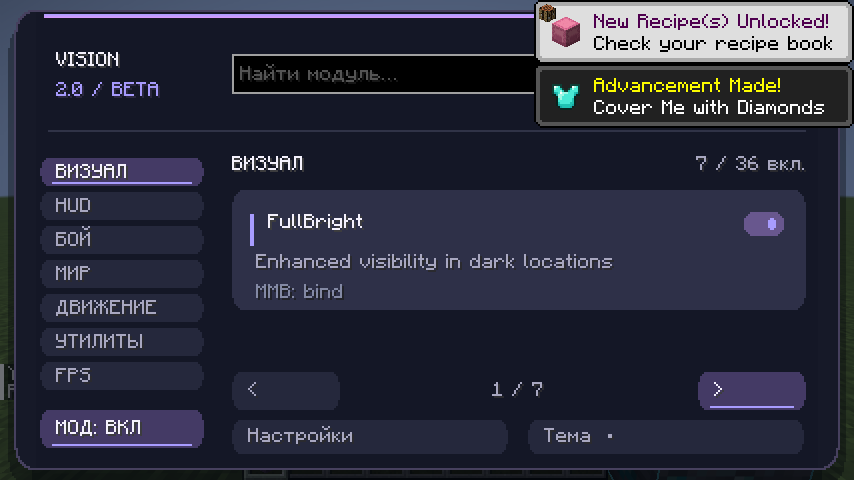 New Recipe(s) Unlocked!
Check your recipe book
Advancement Made!
Cover Me with Diamonds
VISION
2.0 / BETA
Найти модуль...
ВИЗУАЛ
HUD
БОЙ
МИР
ДВИЖЕНИЕ
УТИЛИТЫ
FPS
МОД: ВКЛ
ВИЗУАЛ
7 / 36 вкл.
FullBright
Enhanced visibility in dark locations
MMB: bind
<
1 / 7
>
Настройки
Тема •